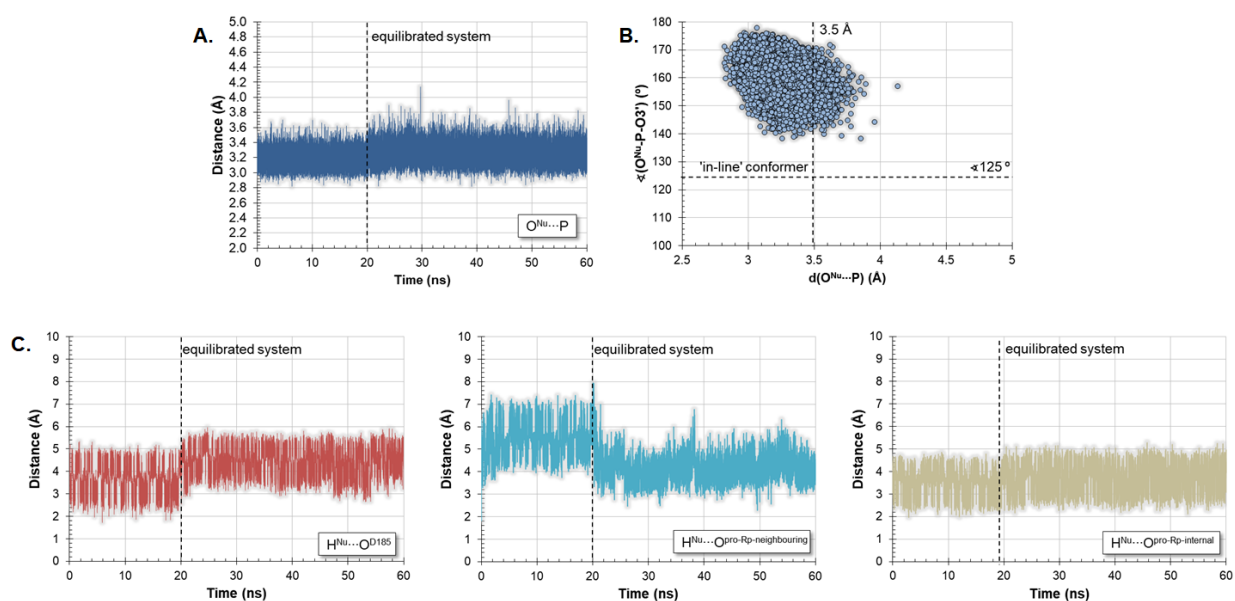 A.
5.0
4.8
4.6
4.4
4.2
4.0
3.8
3.6
3.4
3.2
3.0
2.8
2.6
2.4
2.2
2.0
Distance (Å)
equilibrated system
O^Nu...P
0 10 20 30 40 50 60
Time (ns)
B.
180
170
160
150
140
130
120
110
100
∢(O^Nu-P-O3') (º)
3.5 Å
'in-line' conformer
∢125 º
2.5 3 3.5 4 4.5 5
d(O^Nu...P) (Å)
C.
10
9
8
7
6
5
4
3
2
1
0
Distance (Å)
equilibrated system
H^Nu...O^D185
0 10 20 30 40 50 60
Time (ns)
10
9
8
7
6
5
4
3
2
1
0
Distance (Å)
equilibrated system
H^Nu...O^pro-Rp-neighbouring
0 10 20 30 40 50 60
Time (ns)
10
9
8
7
6
5
4
3
2
1
0
Distance (Å)
equilibrated system
H^Nu...O^pro-Rp-internal
0 10 20 30 40 50 60
Time (ns)